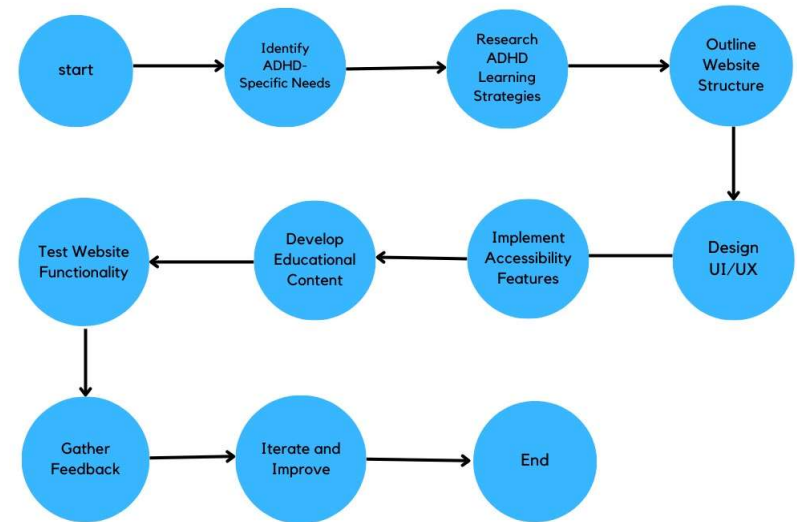 start
Identify
ADHD-
Specific Needs
Research
ADHD
Learning
Strategies
Outline
Website
Structure
Design
UI/UX
Implement
Accessibility
Features
Develop
Educational
Content
Test Website
Functionality
Gather
Feedback
Iterate and
Improve
End